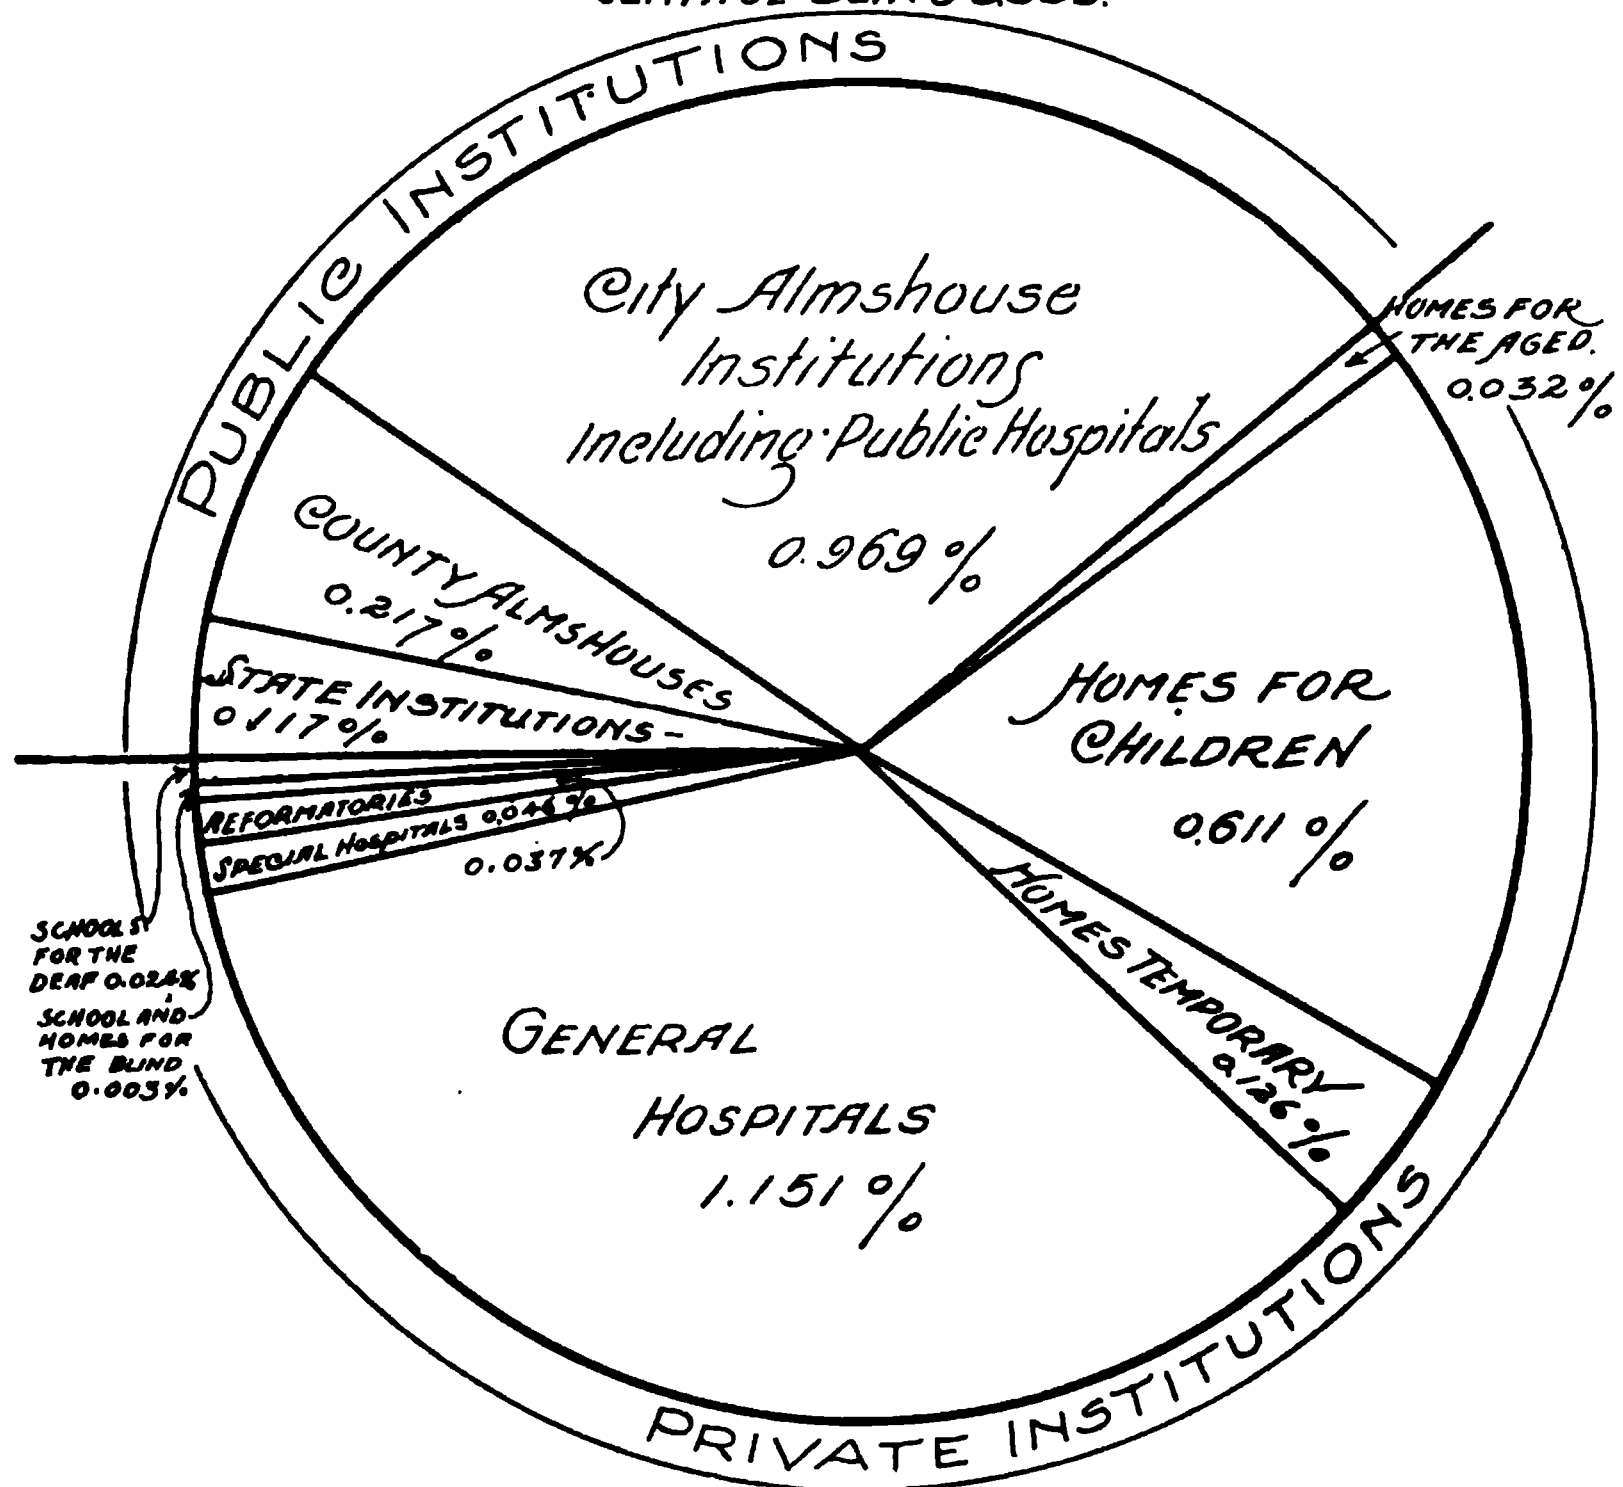 PUBLIC INSTITUTIONS
City Almshouse
Institutions
Including Public Hospitals
0.969 %
HOMES FOR
THE AGED.
0.032 %
COUNTY ALMSHOUSES
0.217 %
STATE INSTITUTIONS -
0.117 %
HOMES FOR
CHILDREN
0.611 %
REFORMATORIES
SPECIAL HOSPITALS 0.046 %
0.037 %
HOMES TEMPORARY
0.126 %
SCHOOLS
FOR THE
DEAF 0.024%
SCHOOL AND
HOMES FOR
THE BLIND
0.003%
GENERAL
HOSPITALS
1.151 %
PRIVATE INSTITUTIONS